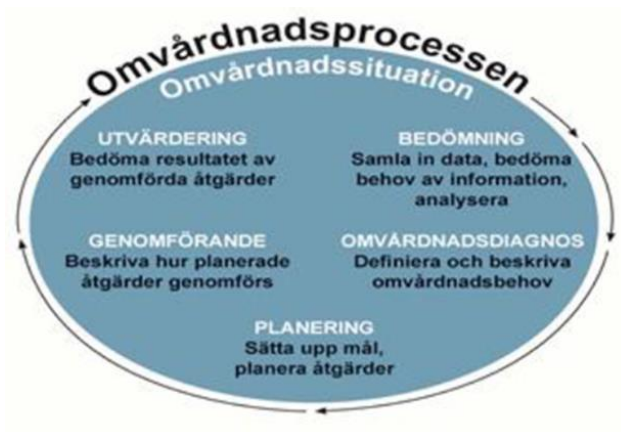 Omvårdnadsprocessen
Omvårdnadssituation
UTVÄRDERING
Bedöma resultatet av
genomförda åtgärder
BEDÖMNING
Samla in data, bedöma
behov av information,
analysera
GENOMFÖRANDE
Beskriva hur planerade
åtgärder genomförs
OMVÅRDNADSDIAGNOS
Definiera och beskriva
omvårdnadsbehov
PLANERING
Sätta upp mål,
planera åtgärder